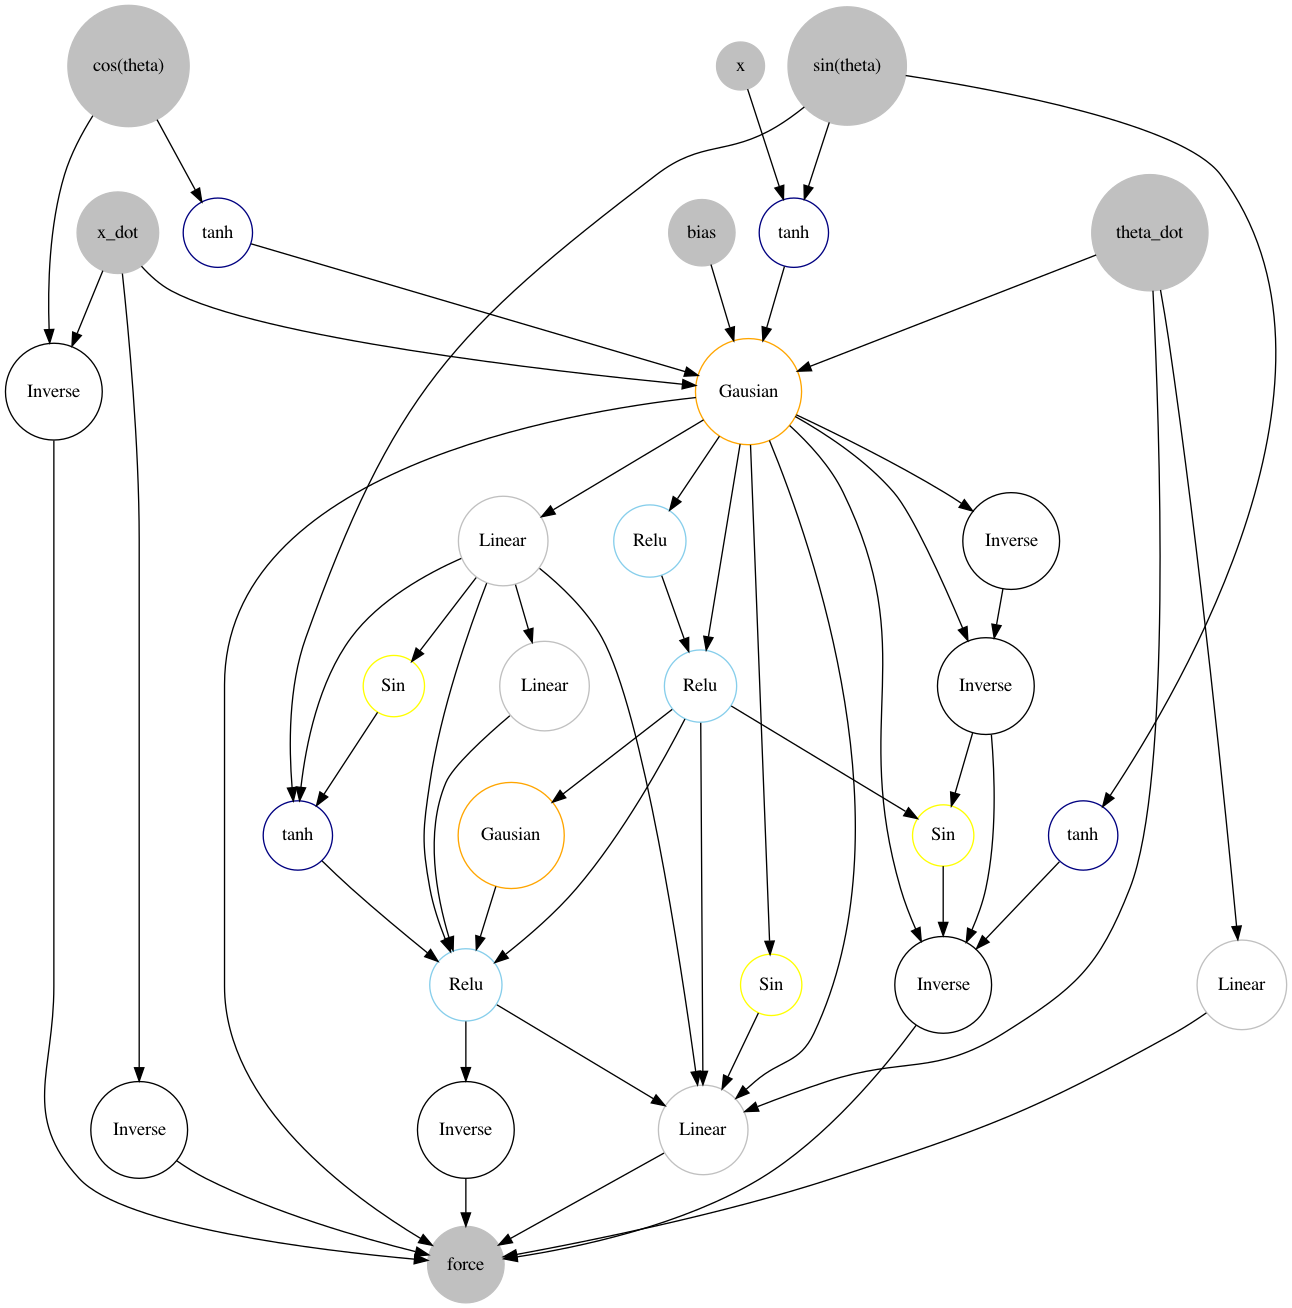 cos(theta)
x
sin(theta)
x_dot
tanh
bias
tanh
theta_dot
Inverse
Gausian
Linear
Relu
Inverse
Sin
Linear
Relu
Inverse
tanh
Gausian
Sin
tanh
Relu
Sin
Inverse
Linear
Inverse
Inverse
Linear
force